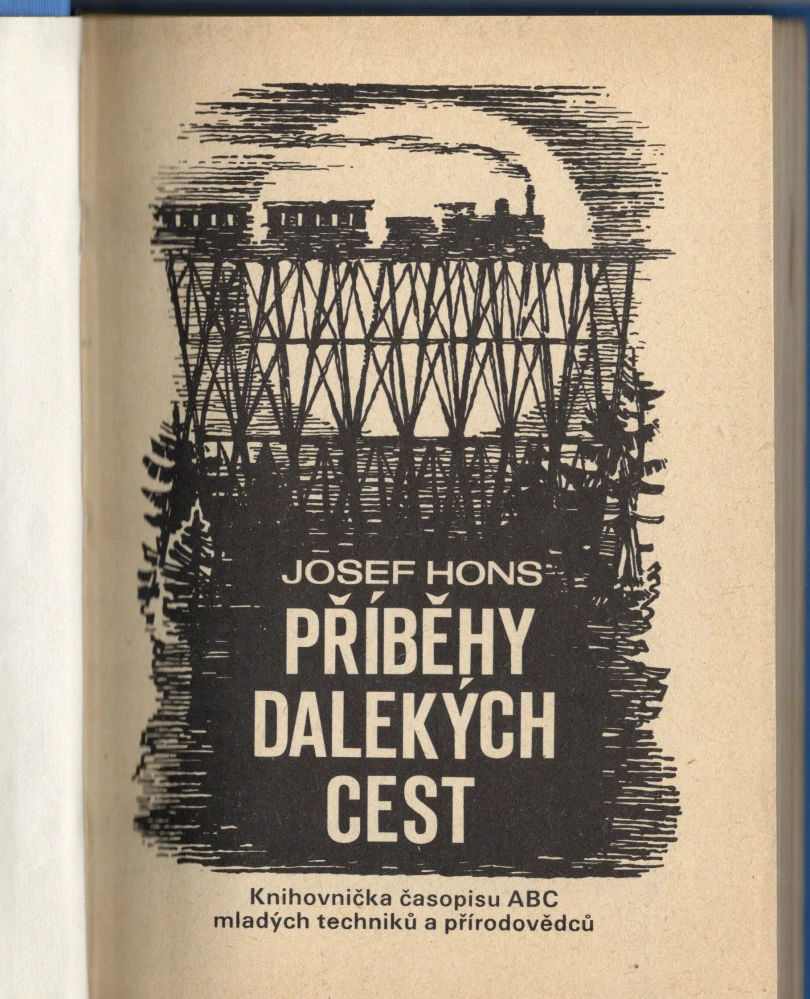 JOSEF HONS
PŘÍBĚHY
DALEKÝCH
CEST
Knihovnička časopisu ABC
mladých techniků a přírodovědců